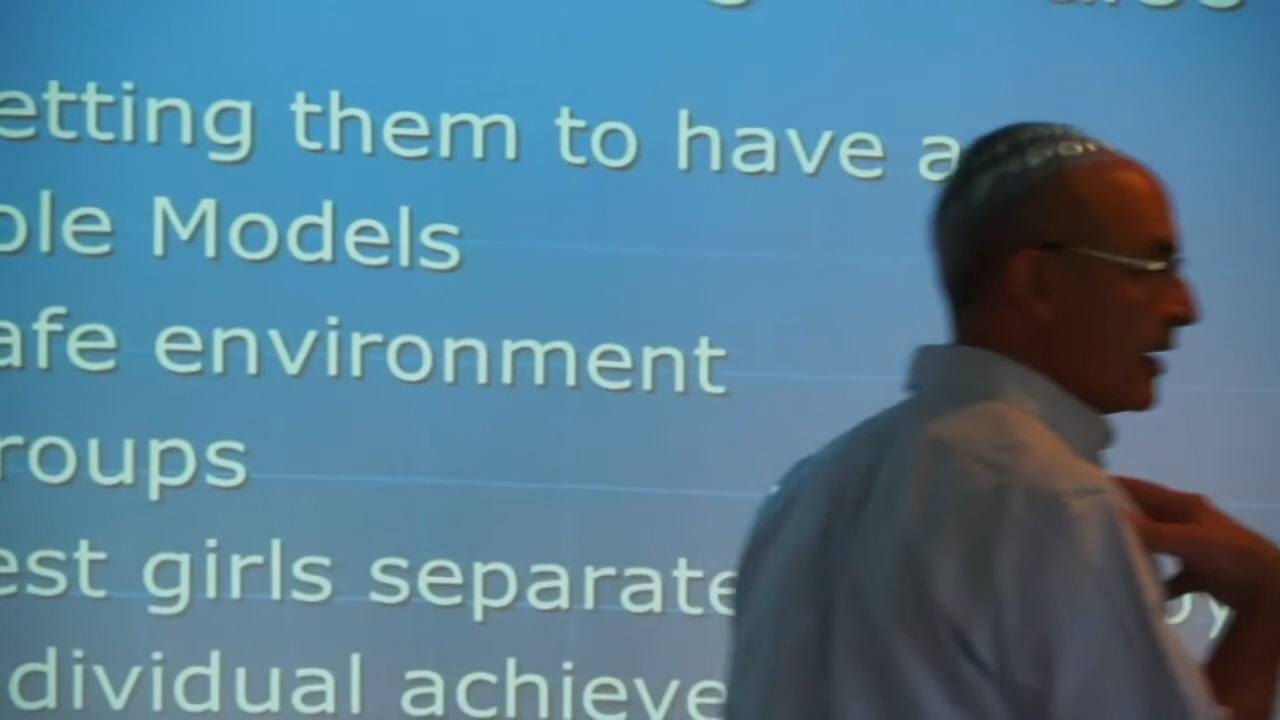 etting them to have a
ole Models
afe environment
roups
est girls separate
dividual achieve